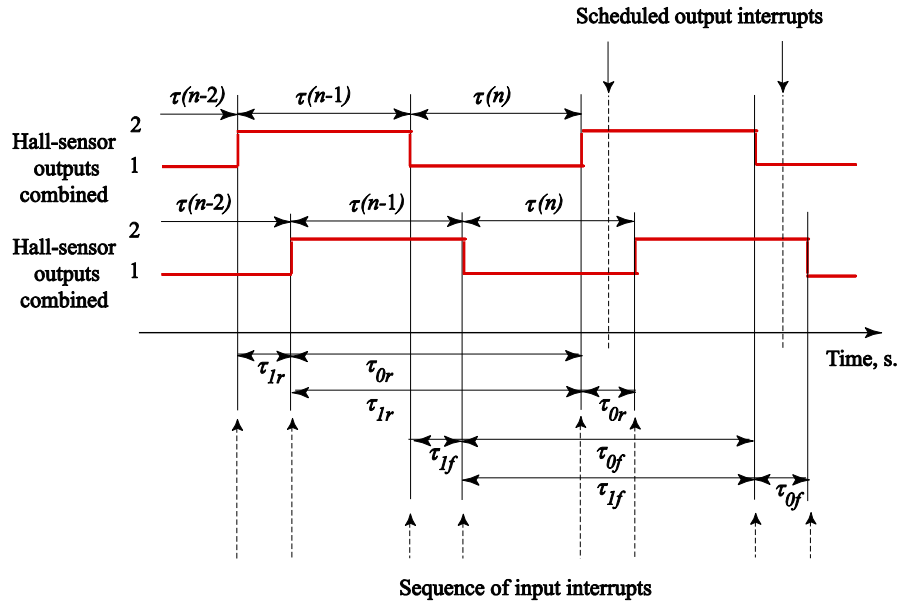 Scheduled output interrupts
τ(n-2) τ(n-1) τ(n)
2
Hall-sensor
outputs
combined
1
τ(n-2) τ(n-1) τ(n)
2
Hall-sensor
outputs
combined
1
Time, s.
τ1r τ0r
τ1r τ0r
τ1f τ0f
τ1f τ0f
Sequence of input interrupts